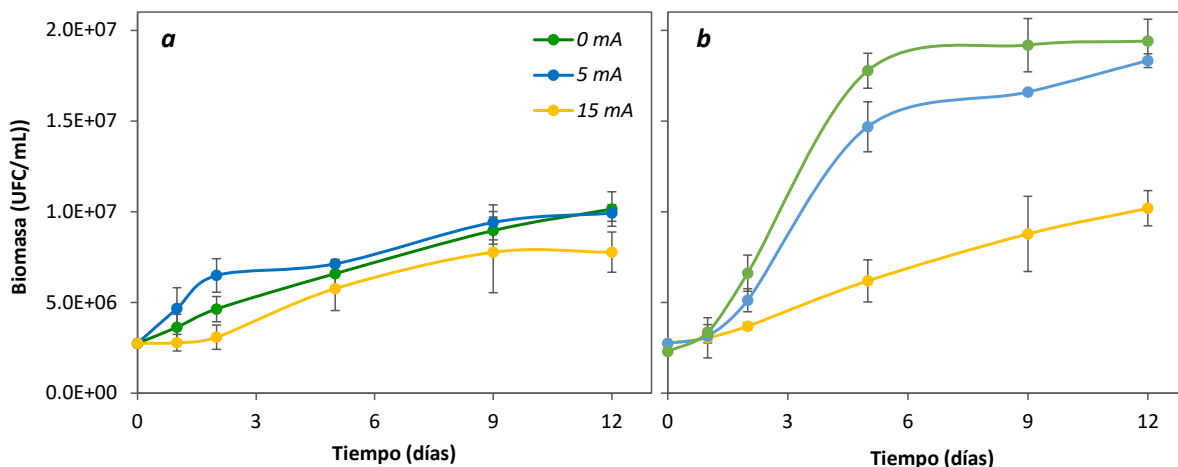 a
b
0 mA
5 mA
15 mA
Biomasa (UFC/mL))
2.0E+07
1.5E+07
1.0E+07
5.0E+06
0.0E+00
0 3 6 9 12
0 3 6 9 12
Tiempo (días)
Tiempo (días)